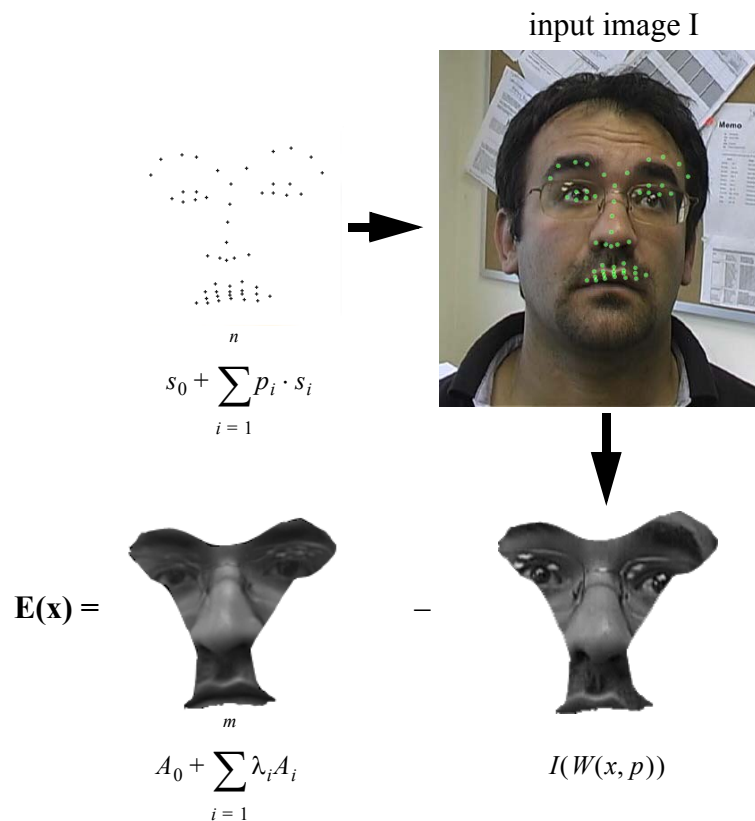 input image I
Memo
n
s₀ + ∑ pᵢ · sᵢ
i = 1
E(x) = –
m
A₀ + ∑ λᵢAᵢ
i = 1
I(W(x, p))